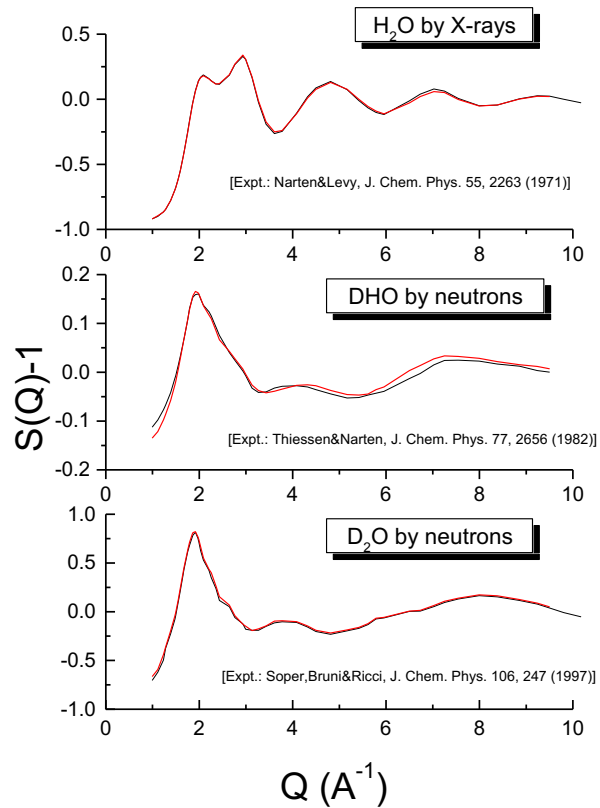 H₂O by X-rays
0.5
0.0
-0.5
-1.0
[Expt.: Narten&Levy, J. Chem. Phys. 55, 2263 (1971)]
0 2 4 6 8 10
DHO by neutrons
0.2
0.1
0.0
-0.1
-0.2
[Expt.: Thiessen&Narten, J. Chem. Phys. 77, 2656 (1982)]
0 2 4 6 8 10
S(Q)-1
D₂O by neutrons
1.0
0.5
0.0
-0.5
-1.0
[Expt.: Soper,Bruni&Ricci, J. Chem. Phys. 106, 247 (1997)]
0 2 4 6 8 10
Q (A⁻¹)